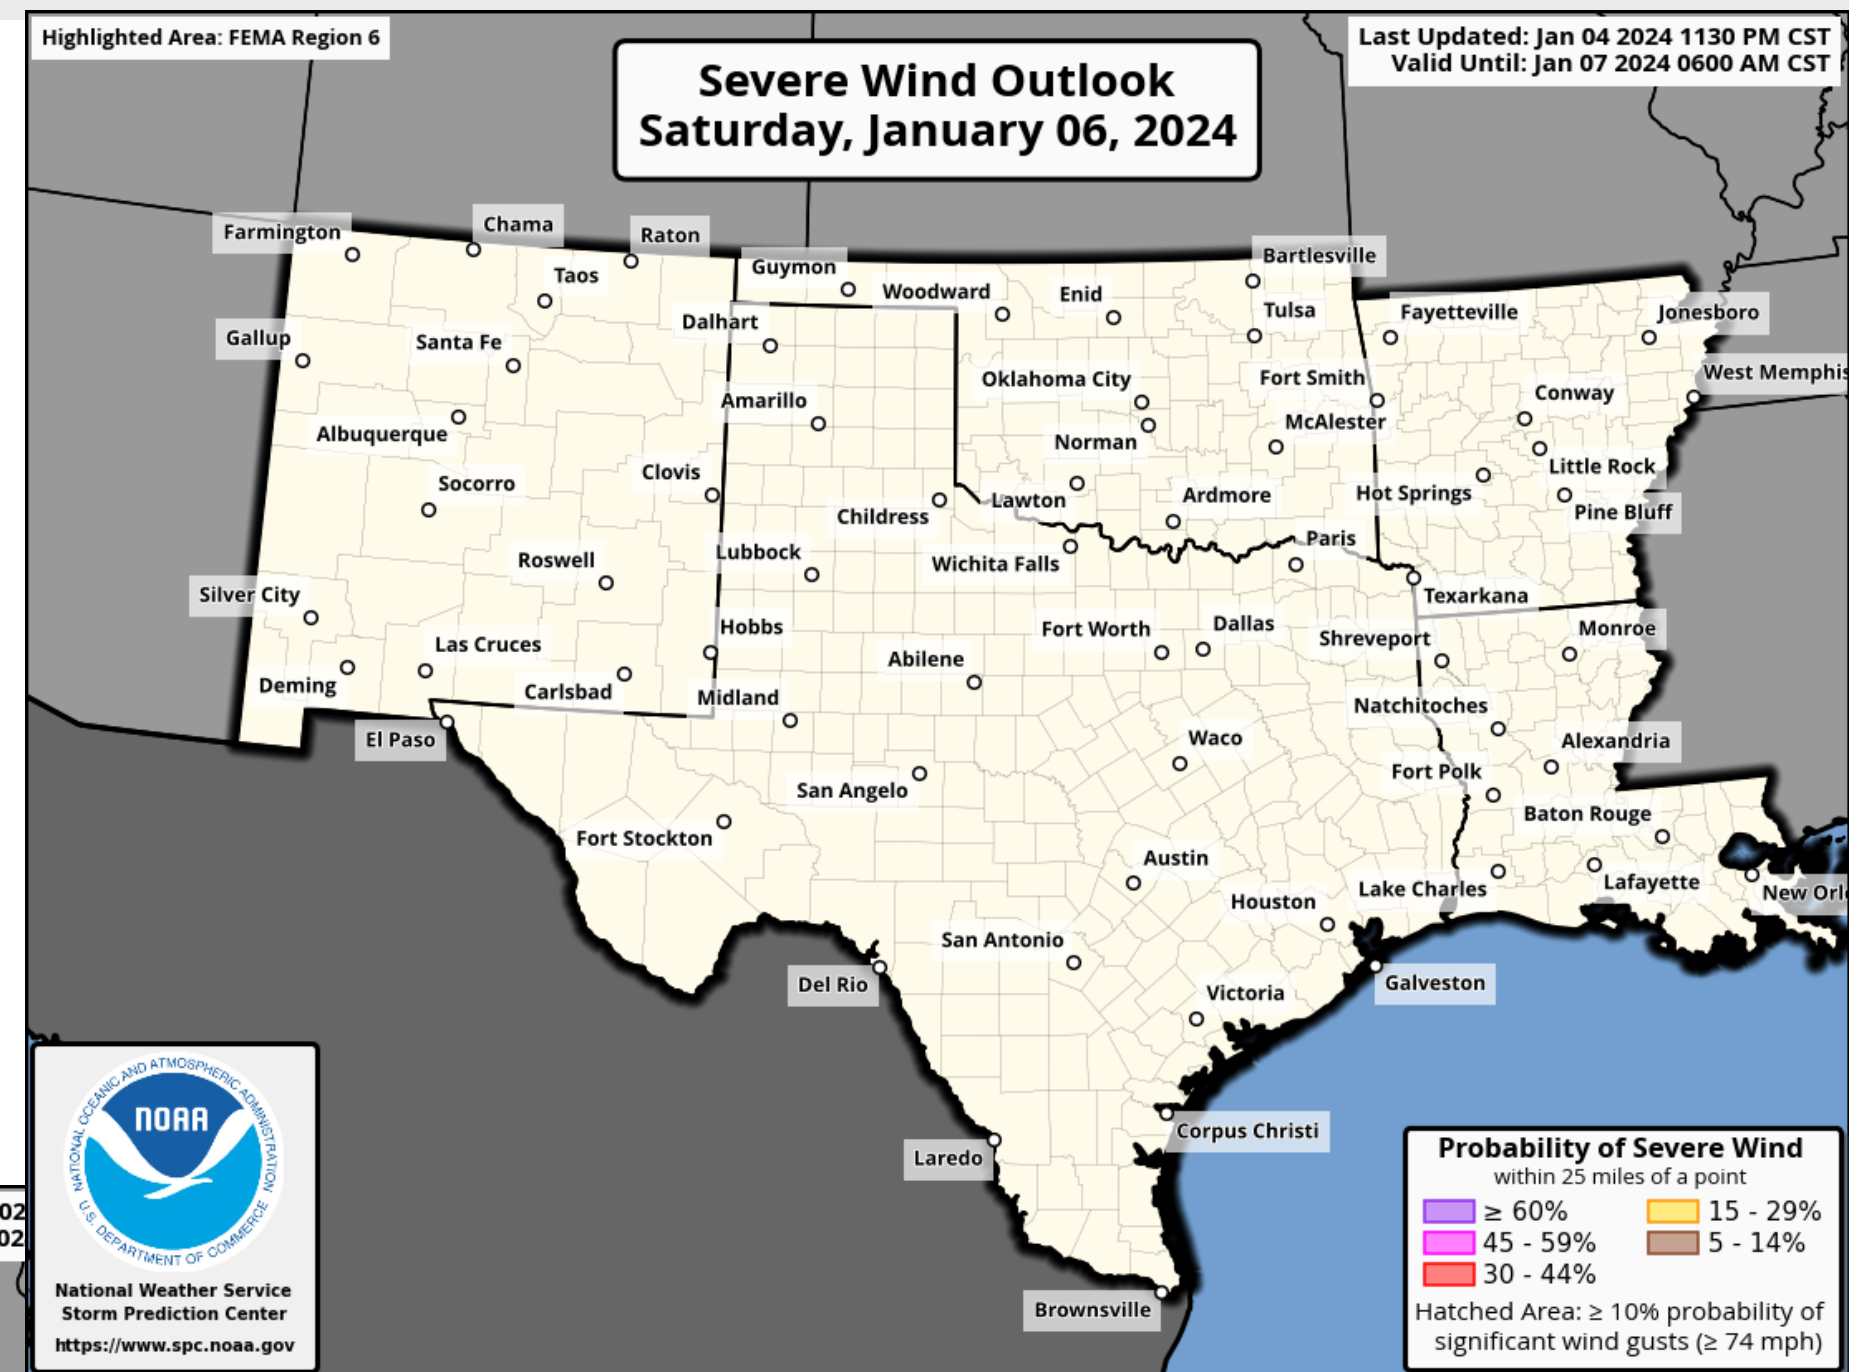 Highlighted Area: FEMA Region 6
Severe Wind Outlook
Saturday, January 06, 2024
Last Updated: Jan 04 2024 1130 PM CST
Valid Until: Jan 07 2024 0600 AM CST
Farmington
Chama
Raton
Taos
Guymon
Woodward
Enid
Bartlesville
Tulsa
Fayetteville
Jonesboro
Gallup
Santa Fe
Dalhart
Oklahoma City
Fort Smith
Conway
West Memphis
Albuquerque
Amarillo
Norman
McAlester
Little Rock
Socorro
Clovis
Childress
Lawton
Ardmore
Hot Springs
Pine Bluff
Roswell
Lubbock
Wichita Falls
Paris
Texarkana
Silver City
Las Cruces
Hobbs
Abilene
Fort Worth
Dallas
Shreveport
Monroe
Deming
Carlsbad
Midland
Natchitoches
El Paso
Waco
Alexandria
San Angelo
Fort Polk
Fort Stockton
Baton Rouge
Austin
Houston
Lake Charles
Lafayette
New Orl
San Antonio
Del Rio
Victoria
Galveston
Corpus Christi
Laredo
Brownsville
02
02
NATIONAL OCEANIC AND ATMOSPHERIC ADMINISTRATION
NOAA
U.S. DEPARTMENT OF COMMERCE
National Weather Service
Storm Prediction Center
https://www.spc.noaa.gov
Probability of Severe Wind
within 25 miles of a point
≥ 60% 15 - 29%
45 - 59% 5 - 14%
30 - 44%
Hatched Area: ≥ 10% probability of
significant wind gusts (≥ 74 mph)